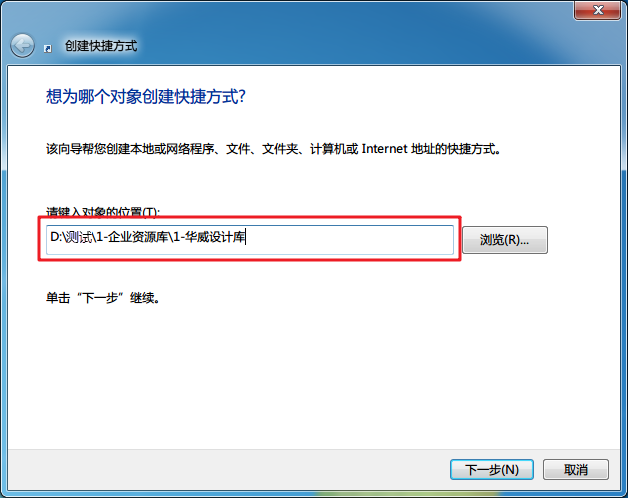 创建快捷方式
想为哪个对象创建快捷方式?
该向导帮您创建本地或网络程序、文件、文件夹、计算机或 Internet 地址的快捷方式。
请键入对象的位置(T):
D:\测试\1-企业资源库\1-华威设计库
浏览(R)...
单击“下一步”继续。
下一步(N)
取消